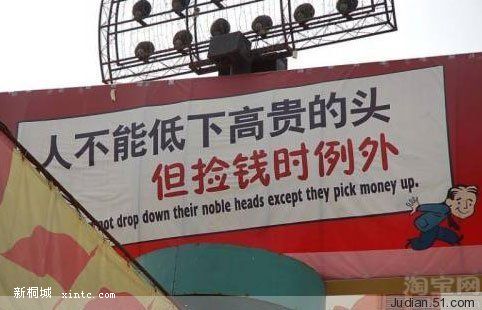 人不能低下高贵的头
但捡钱时例外
not drop down their noble heads except they pick money up.
新桐城 xintc.com
淘宝网
Judian.51.com